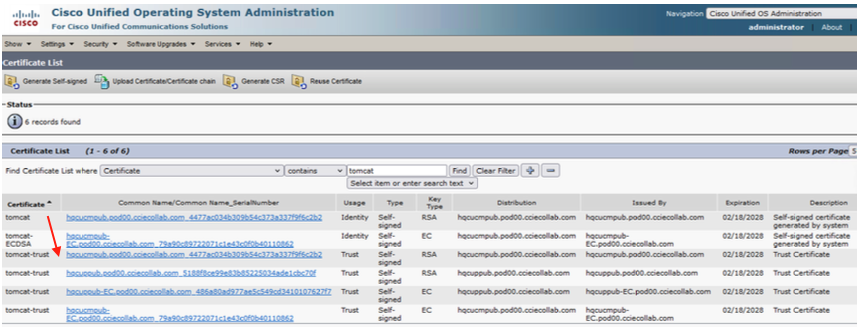 Cisco Unified Operating System Administration
Navigation Cisco Unified OS Administration
CISCO For Cisco Unified Communications Solutions
administrator About
Show Settings Security Software Upgrades Services Help
Certificate List
Generate Self-signed Upload Certificate/Certificate chain Generate CSR Reuse Certificate
Status
6 records found
Certificate List (1 - 6 of 6) Rows per Page 5
Find Certificate List where Certificate contains tomcat Find Clear Filter
Select item or enter search text
Certificate Common Name/Common Name_SerialNumber Usage Type Key Type Distribution Issued By Expiration Description
tomcat hqcucmpub.pod00.cciecollab.com_4477ac034b309b54c373a337f9f6c2b2 Identity Self-signed RSA hqcucmpub.pod00.cciecollab.com hqcucmpub.pod00.cciecollab.com 02/18/2028 Self-signed certificate generated by system
tomcat-ECDSA hqcucmpub-EC.pod00.cciecollab.com_79a90c89722071c1e43c0f0b40110862 Identity Self-signed EC hqcucmpub.pod00.cciecollab.com hqcucmpub-EC.pod00.cciecollab.com 02/18/2028 Self-signed certificate generated by system
tomcat-trust hqcucmpub.pod00.cciecollab.com_4477ac034b309b54c373a337f9f6c2b2 Trust Self-signed RSA hqcucmpub.pod00.cciecollab.com hqcucmpub.pod00.cciecollab.com 02/18/2028 Trust Certificate
tomcat-trust hqcuppub.pod00.cciecollab.com_5188f8ce99e83b85225034ade1cbc70f Trust Self-signed RSA hqcuppub.pod00.cciecollab.com hqcuppub.pod00.cciecollab.com 02/18/2028 Trust Certificate
tomcat-trust hqcuppub-EC.pod00.cciecollab.com_486a80ad977ae5c549cd3410107627f7 Trust Self-signed EC hqcuppub.pod00.cciecollab.com hqcuppub-EC.pod00.cciecollab.com 02/18/2028 Trust Certificate
tomcat-trust hqcucmpub-EC.pod00.cciecollab.com_79a90c89722071c1e43c0f0b40110862 Trust Self-signed EC hqcucmpub.pod00.cciecollab.com hqcucmpub-EC.pod00.cciecollab.com 02/18/2028 Trust Certificate